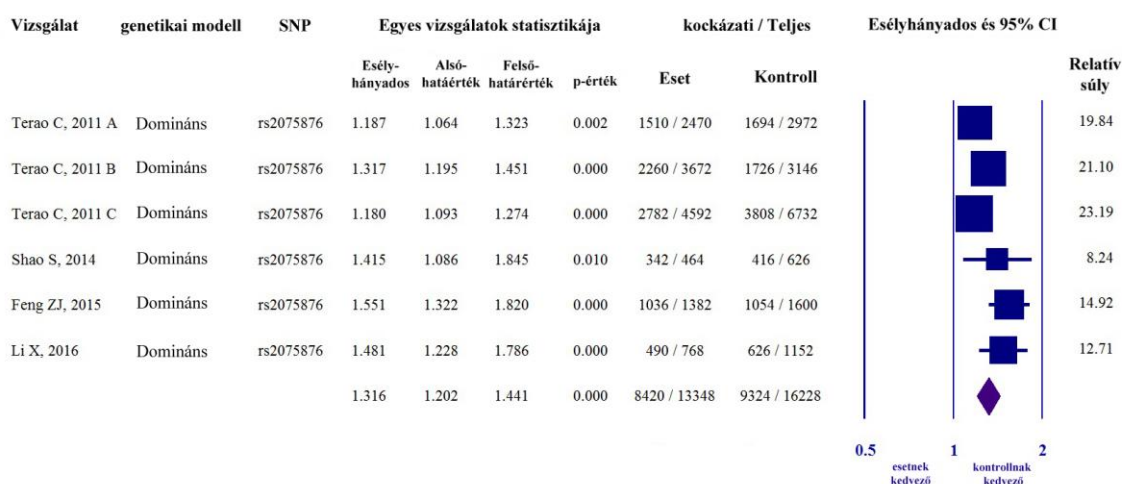 Vizsgálat genetikai modell SNP Egyes vizsgálatok statisztikája kockázati / Teljes Esélyhányados és 95% CI
Esély- Alsó- Felső- Relatív
hányados hatáérték határérték p-érték Eset Kontroll súly
Terao C, 2011 A Domináns rs2075876 1.187 1.064 1.323 0.002 1510 / 2470 1694 / 2972 19.84
Terao C, 2011 B Domináns rs2075876 1.317 1.195 1.451 0.000 2260 / 3672 1726 / 3146 21.10
Terao C, 2011 C Domináns rs2075876 1.180 1.093 1.274 0.000 2782 / 4592 3808 / 6732 23.19
Shao S, 2014 Domináns rs2075876 1.415 1.086 1.845 0.010 342 / 464 416 / 626 8.24
Feng ZJ, 2015 Domináns rs2075876 1.551 1.322 1.820 0.000 1036 / 1382 1054 / 1600 14.92
Li X, 2016 Domináns rs2075876 1.481 1.228 1.786 0.000 490 / 768 626 / 1152 12.71
1.316 1.202 1.441 0.000 8420 / 13348 9324 / 16228
0.5 1 2
esetnek kontrollnak
kedvező kedvező